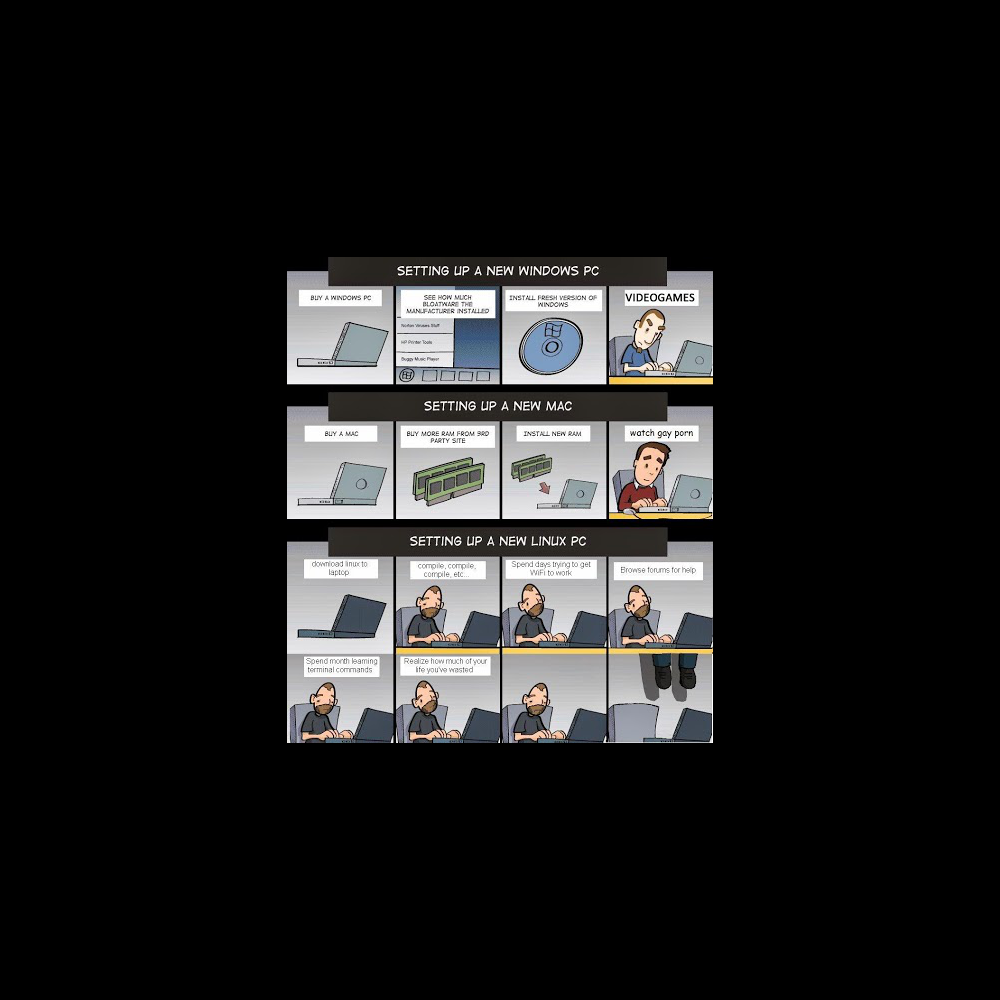 SETTING UP A NEW WINDOWS PC
BUY A WINDOWS PC
SEE HOW MUCH
BLOATWARE THE
MANUFACTURER INSTALLED
Norton Viruses Stuff
HP Printer Tools
Buggy Music Player
INSTALL FRESH VERSION OF
WINDOWS
VIDEOGAMES
SETTING UP A NEW MAC
BUY A MAC
BUY MORE RAM FROM 3RD
PARTY SITE
INSTALL NEW RAM
watch gay porn
SETTING UP A NEW LINUX PC
download linux to
laptop
compile, compile,
compile, etc...
Spend days trying to get
WiFi to work
Browse forums for help
Spend month learning
terminal commands
Realize how much of your
life you've wasted